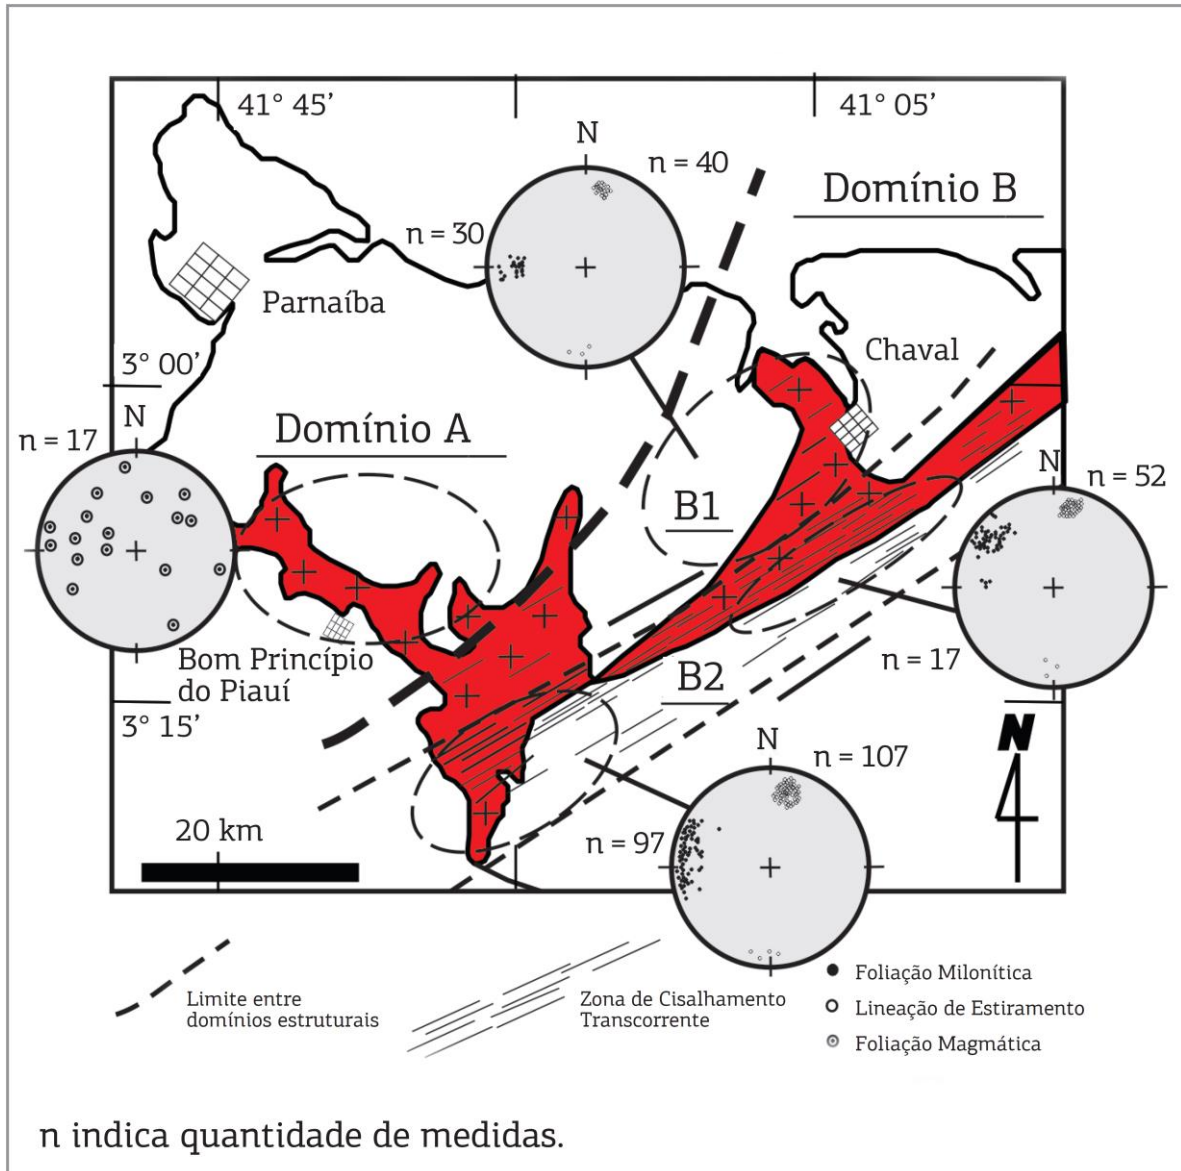 41° 45'
41° 05'
N
n = 40
Domínio B
n = 30
Parnaíba
Chaval
3° 00'
N
n = 17
Domínio A
N
n = 52
B1
n = 17
Bom Princípio
do Piauí
B2
3° 15'
N
N
n = 107
20 km
n = 97
Limite entre
domínios estruturais
Zona de Cisalhamento
Transcorrente
Foliação Milonítica
Lineação de Estiramento
Foliação Magmática
n indica quantidade de medidas.